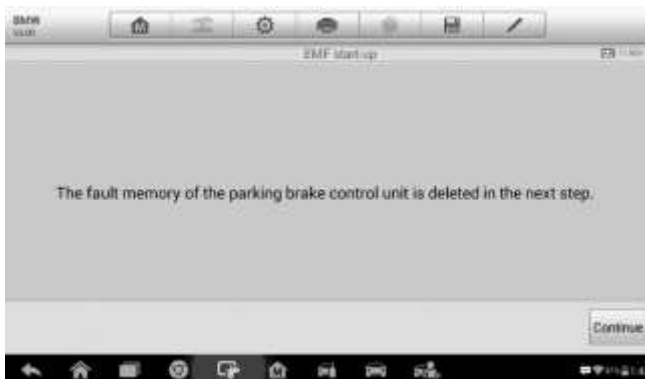 BMW
EMF start-up
The fault memory of the parking brake control unit is deleted in the next step.
Continue